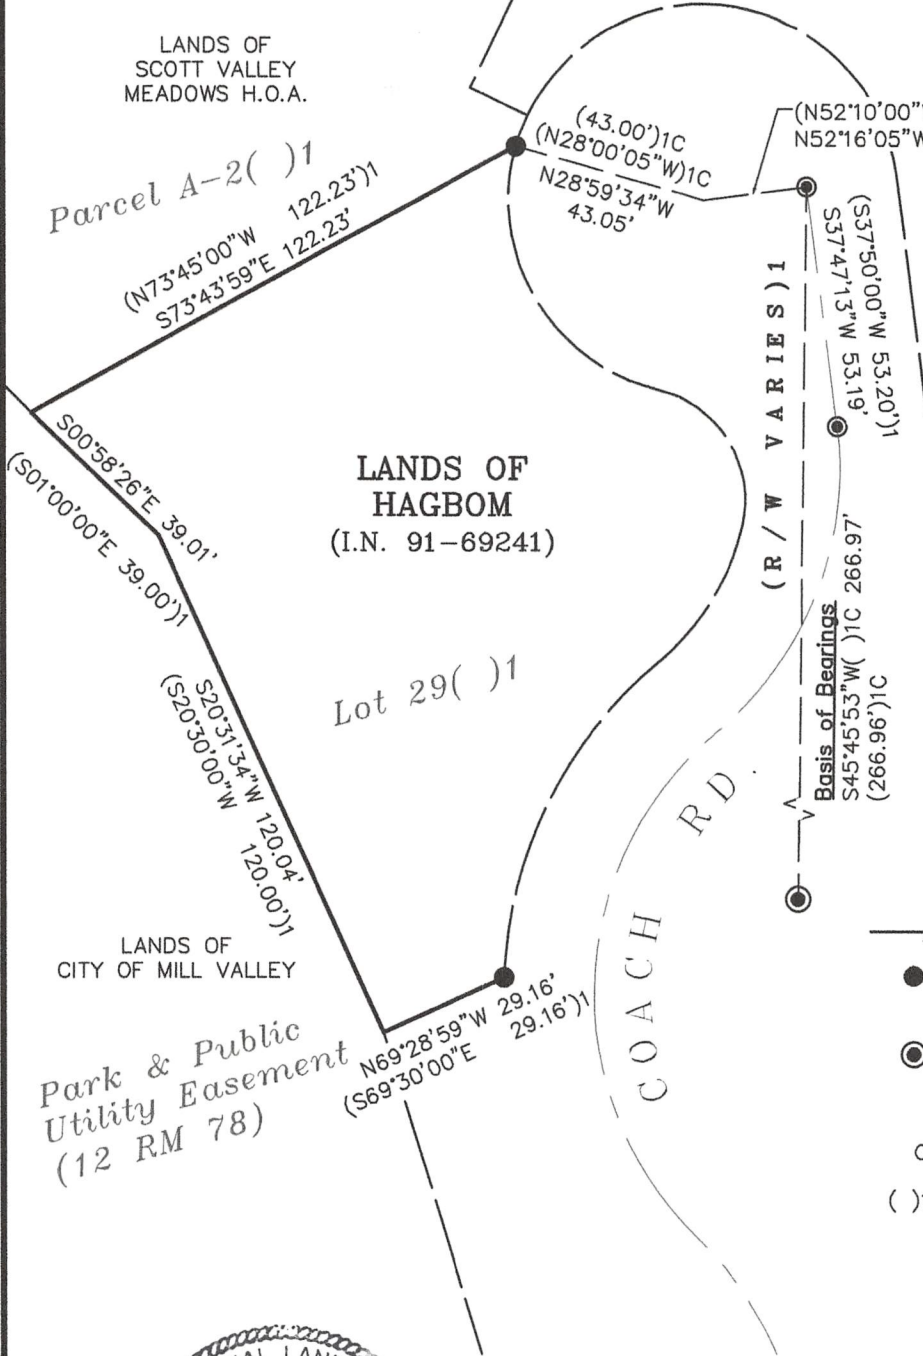 LANDS OF
SCOTT VALLEY
MEADOWS H.O.A.
Parcel A-2( )1
(N73°45'00"W 122.23')1
S73°43'59"E 122.23'
(43.00')1C
(N28°00'05"W)1C
N28°59'34"W
43.05'
(N52°10'00"
N52°16'05"W
(S37°50'00"W 53.20')1
S37°47'13"W 53.19'
(R/W VARIES)1
S00°58'26"E 39.01'
(S01°00'00"E 39.00')1
LANDS OF
HAGBOM
(I.N. 91-69241)
Lot 29( )1
S20°31'34"W 120.04'
(S20°30'00"W 120.00')1
Basis of Bearings
S45°45'53"W( )1C 266.97'
(266.96')1C
COACH RD.
LANDS OF
CITY OF MILL VALLEY
N69°28'59"W 29.16'
(S69°30'00"E 29.16')1
Park & Public
Utility Easement
(12 RM 78)
( )